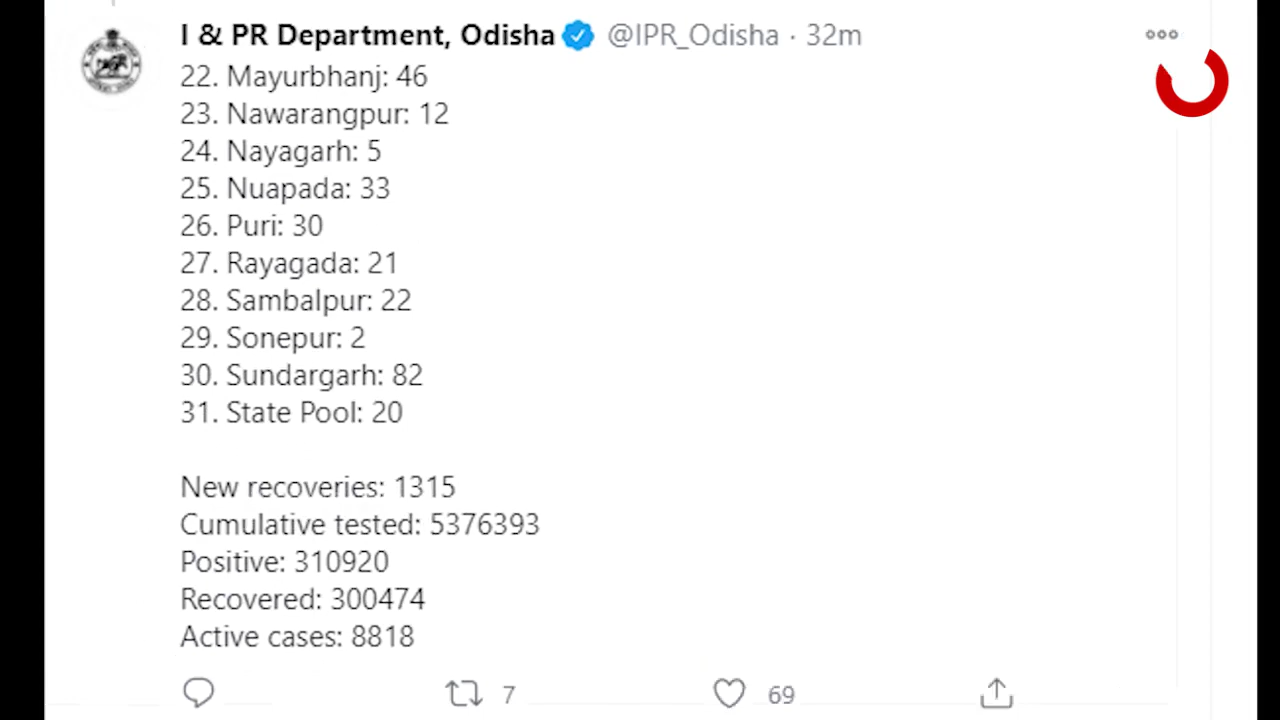 I & PR Department, Odisha @IPR_Odisha · 32m
22. Mayurbhanj: 46
23. Nawarangpur: 12
24. Nayagarh: 5
25. Nuapada: 33
26. Puri: 30
27. Rayagada: 21
28. Sambalpur: 22
29. Sonepur: 2
30. Sundargarh: 82
31. State Pool: 20
New recoveries: 1315
Cumulative tested: 5376393
Positive: 310920
Recovered: 300474
Active cases: 8818
7 69